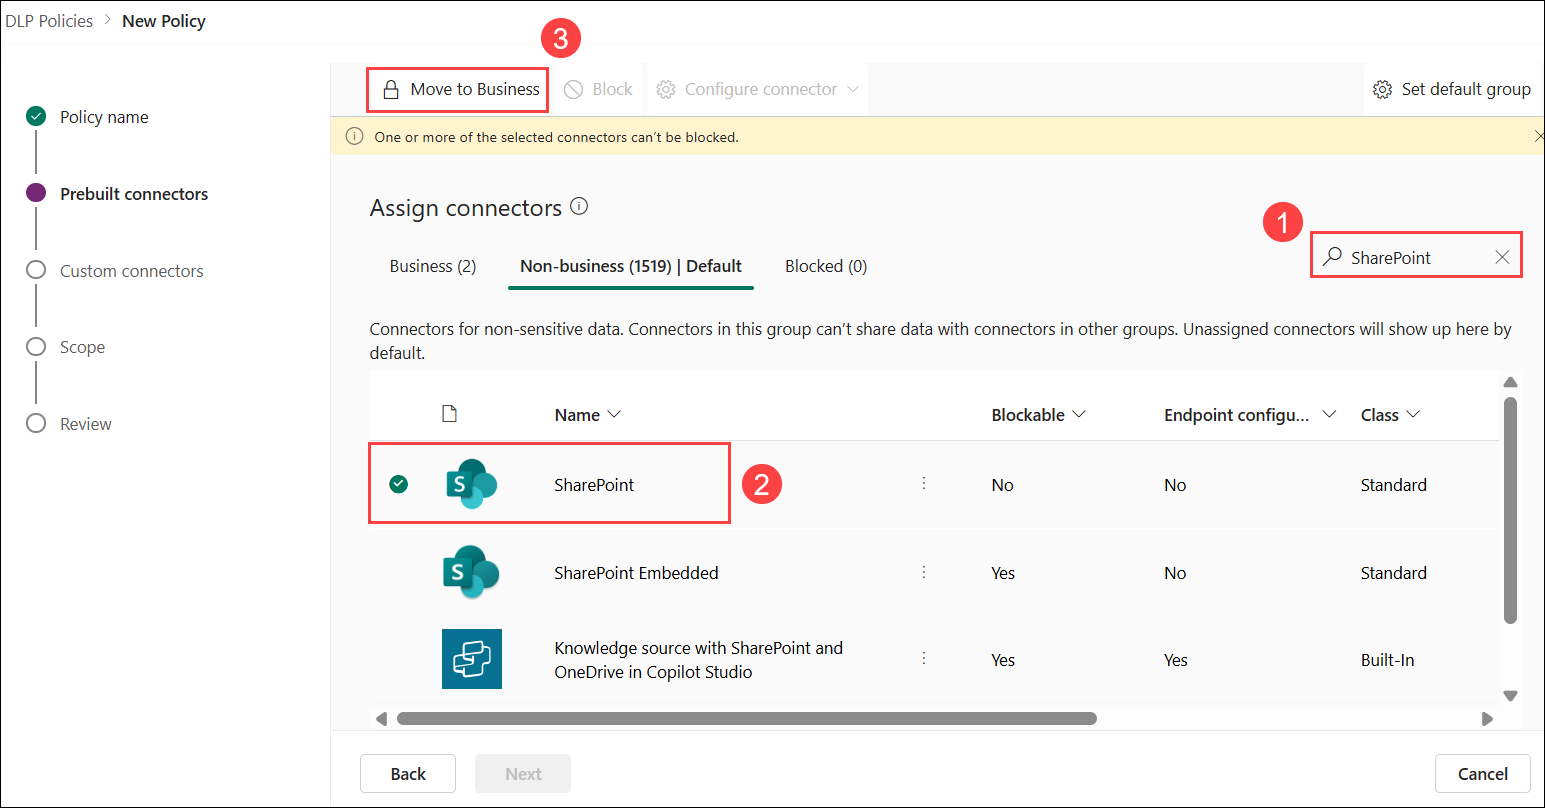 DLP Policies > New Policy
3
Move to Business
Block
Configure connector
Set default group
Policy name
One or more of the selected connectors can't be blocked.
Prebuilt connectors
Assign connectors
1
Business (2)
Non-business (1519) | Default
Blocked (0)
SharePoint
Custom connectors
Connectors for non-sensitive data. Connectors in this group can't share data with connectors in other groups. Unassigned connectors will show up here by
default.
Scope
Review
Name
Blockable
Endpoint configu...
Class
S
SharePoint
2
No
No
Standard
S
SharePoint Embedded
Yes
No
Standard
Knowledge source with SharePoint and
OneDrive in Copilot Studio
Yes
Yes
Built-In
Back
Next
Cancel